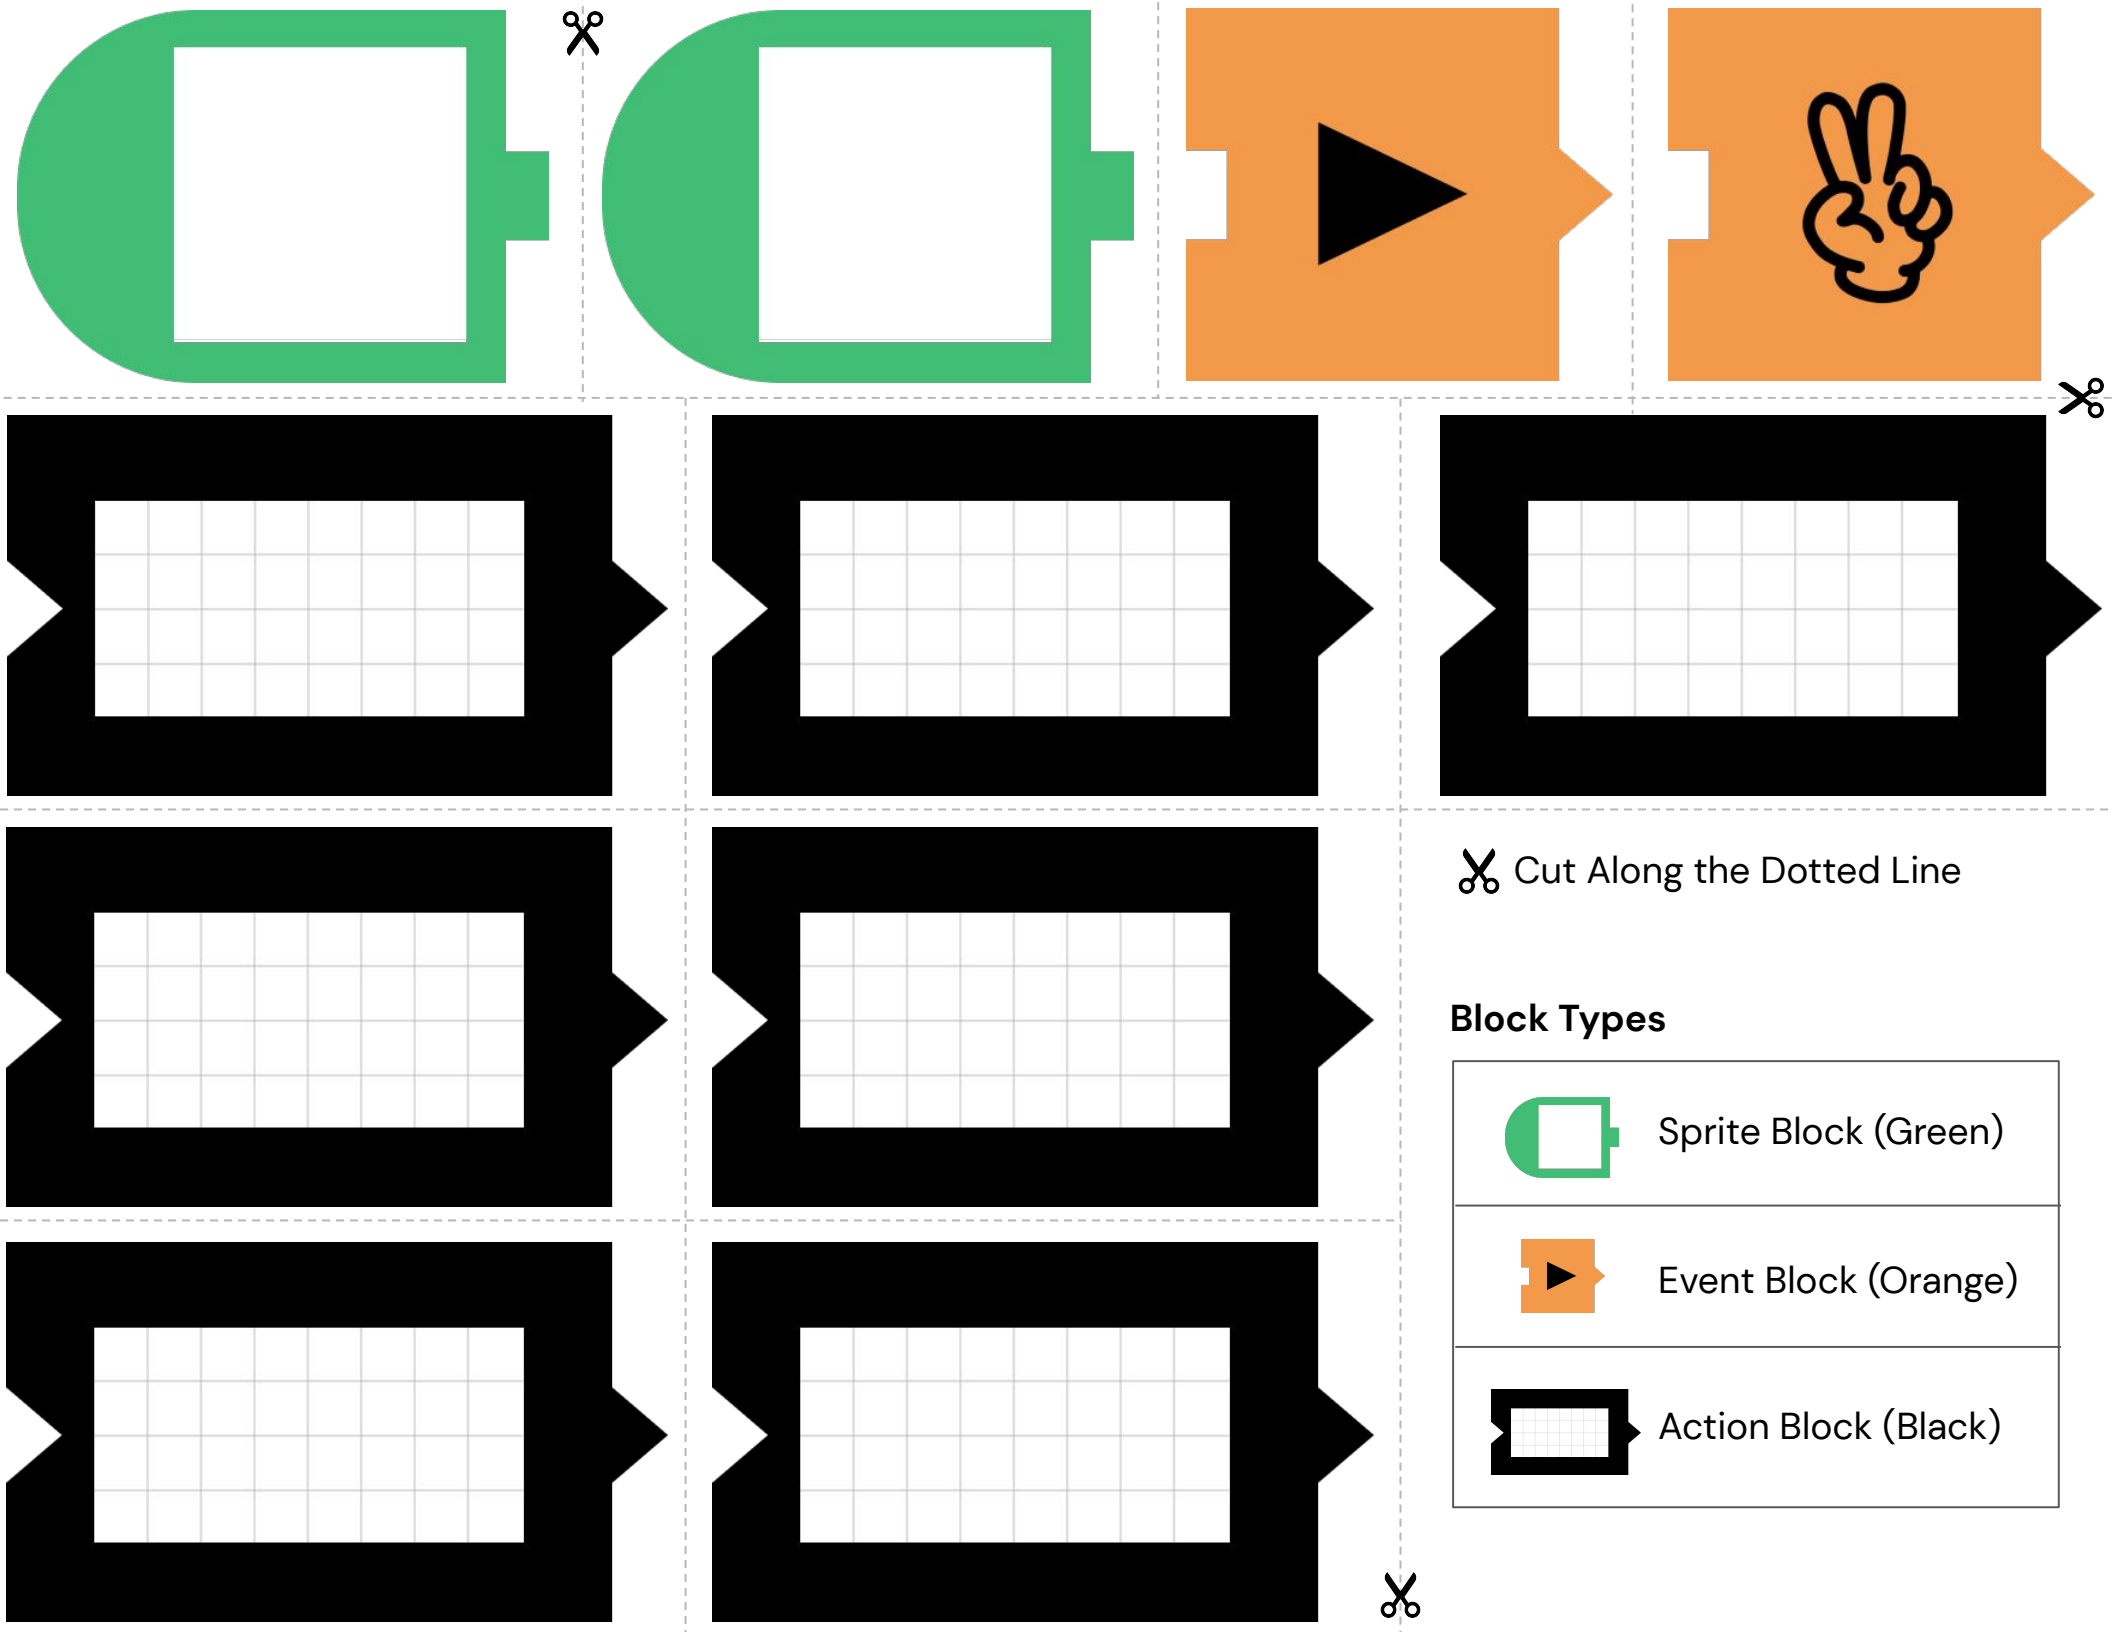 Cut Along the Dotted Line
Block Types
Sprite Block (Green)
Event Block (Orange)
Action Block (Black)